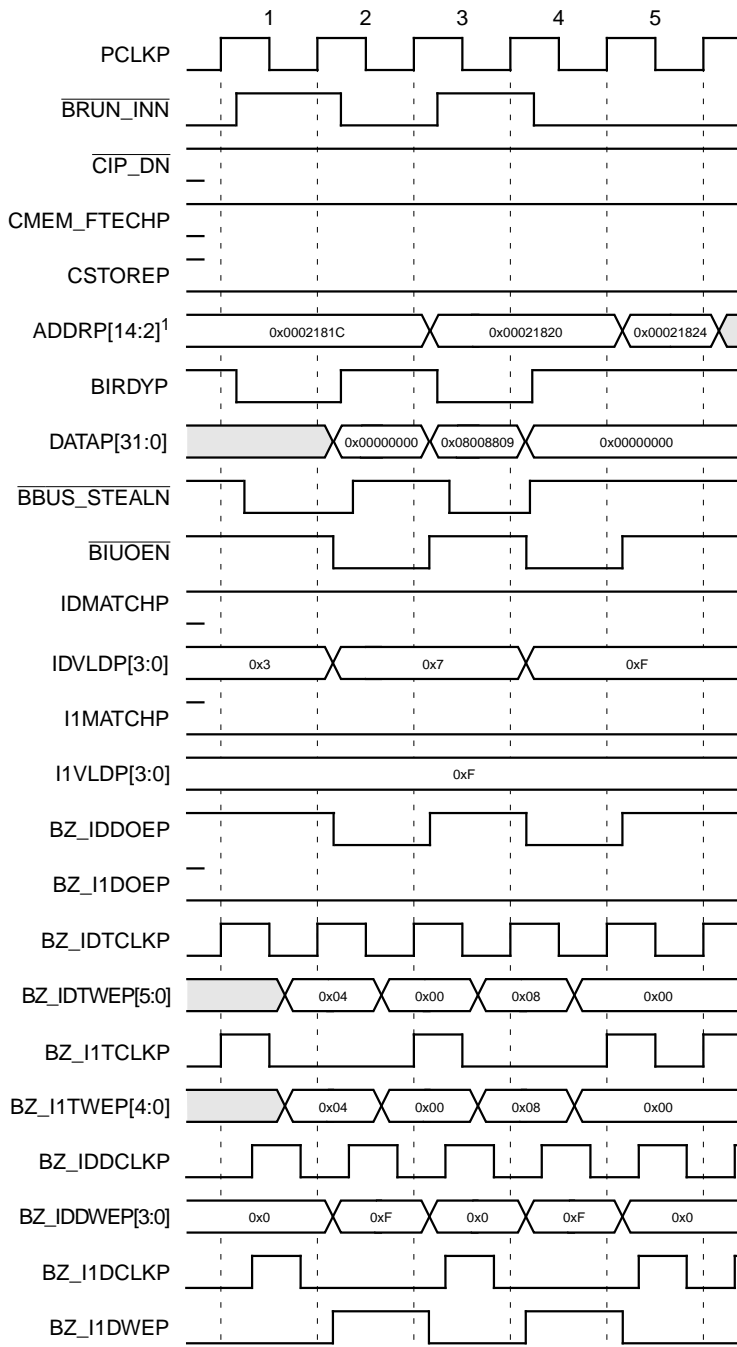 1 2 3 4 5
PCLKP
BRUN_INN
CIP_DN
CMEM_FTECHP
CSTOREP
ADDRP[14:2]1 0x0002181C 0x00021820 0x00021824
BIRDYP
DATAP[31:0] 0x00000000 0x08008809 0x00000000
BBUS_STEALN
BIUOEN
IDMATCHP
IDVLDP[3:0] 0x3 0x7 0xF
I1MATCHP
I1VLDP[3:0] 0xF
BZ_IDDOEP
BZ_I1DOEP
BZ_IDTCLKP
BZ_IDTWEP[5:0] 0x04 0x00 0x08 0x00
BZ_I1TCLKP
BZ_I1TWEP[4:0] 0x04 0x00 0x08 0x00
BZ_IDDCLKP
BZ_IDDWEP[3:0] 0x0 0xF 0x0 0xF 0x0
BZ_I1DCLKP
BZ_I1DWEP